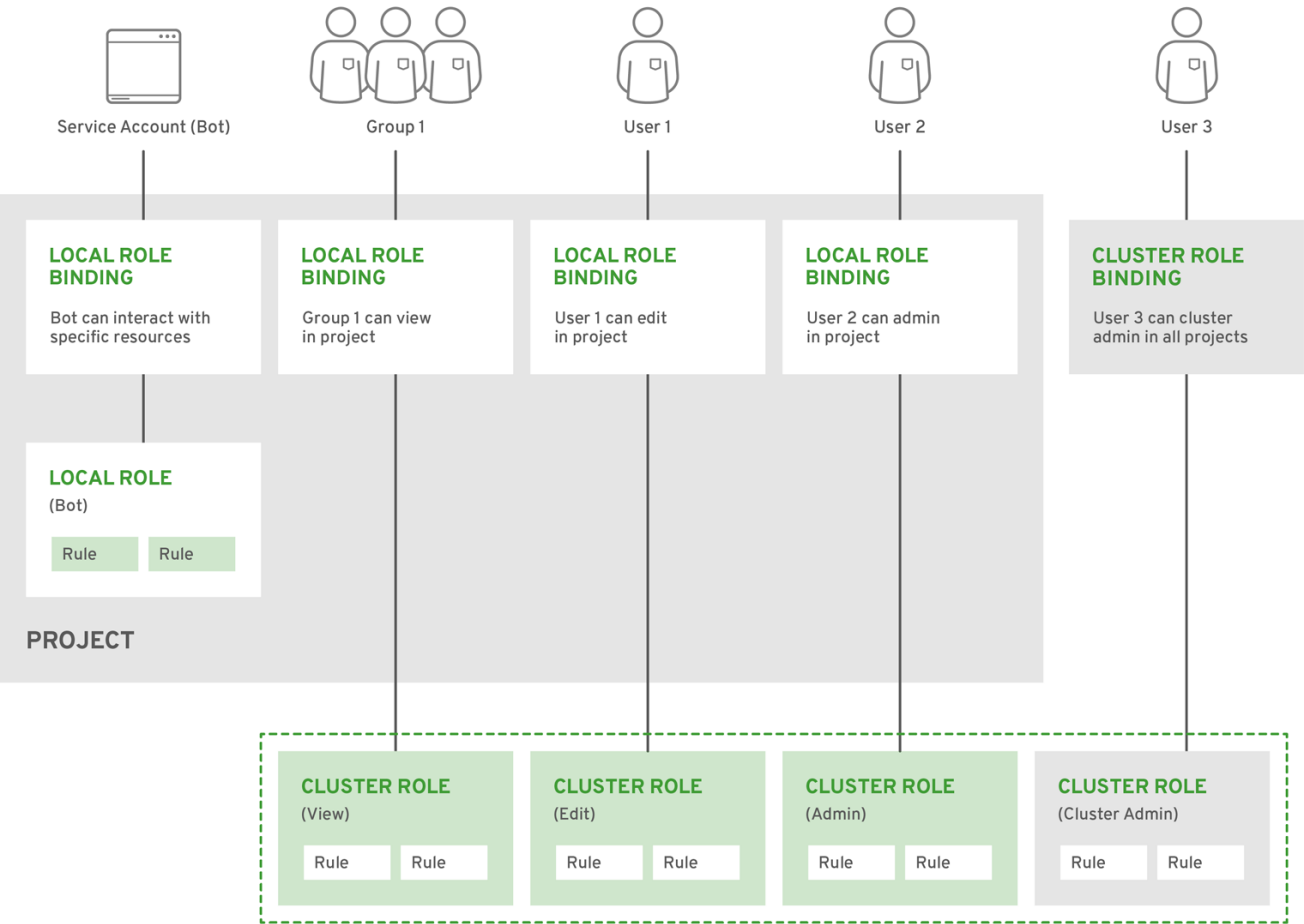 Service Account (Bot)
Group 1
User 1
User 2
User 3
LOCAL ROLE
BINDING
Bot can interact with
specific resources
LOCAL ROLE
BINDING
Group 1 can view
in project
LOCAL ROLE
BINDING
User 1 can edit
in project
LOCAL ROLE
BINDING
User 2 can admin
in project
CLUSTER ROLE
BINDING
User 3 can cluster
admin in all projects
LOCAL ROLE
(Bot)
Rule
Rule
PROJECT
CLUSTER ROLE
(View)
Rule
Rule
CLUSTER ROLE
(Edit)
Rule
Rule
CLUSTER ROLE
(Admin)
Rule
Rule
CLUSTER ROLE
(Cluster Admin)
Rule
Rule